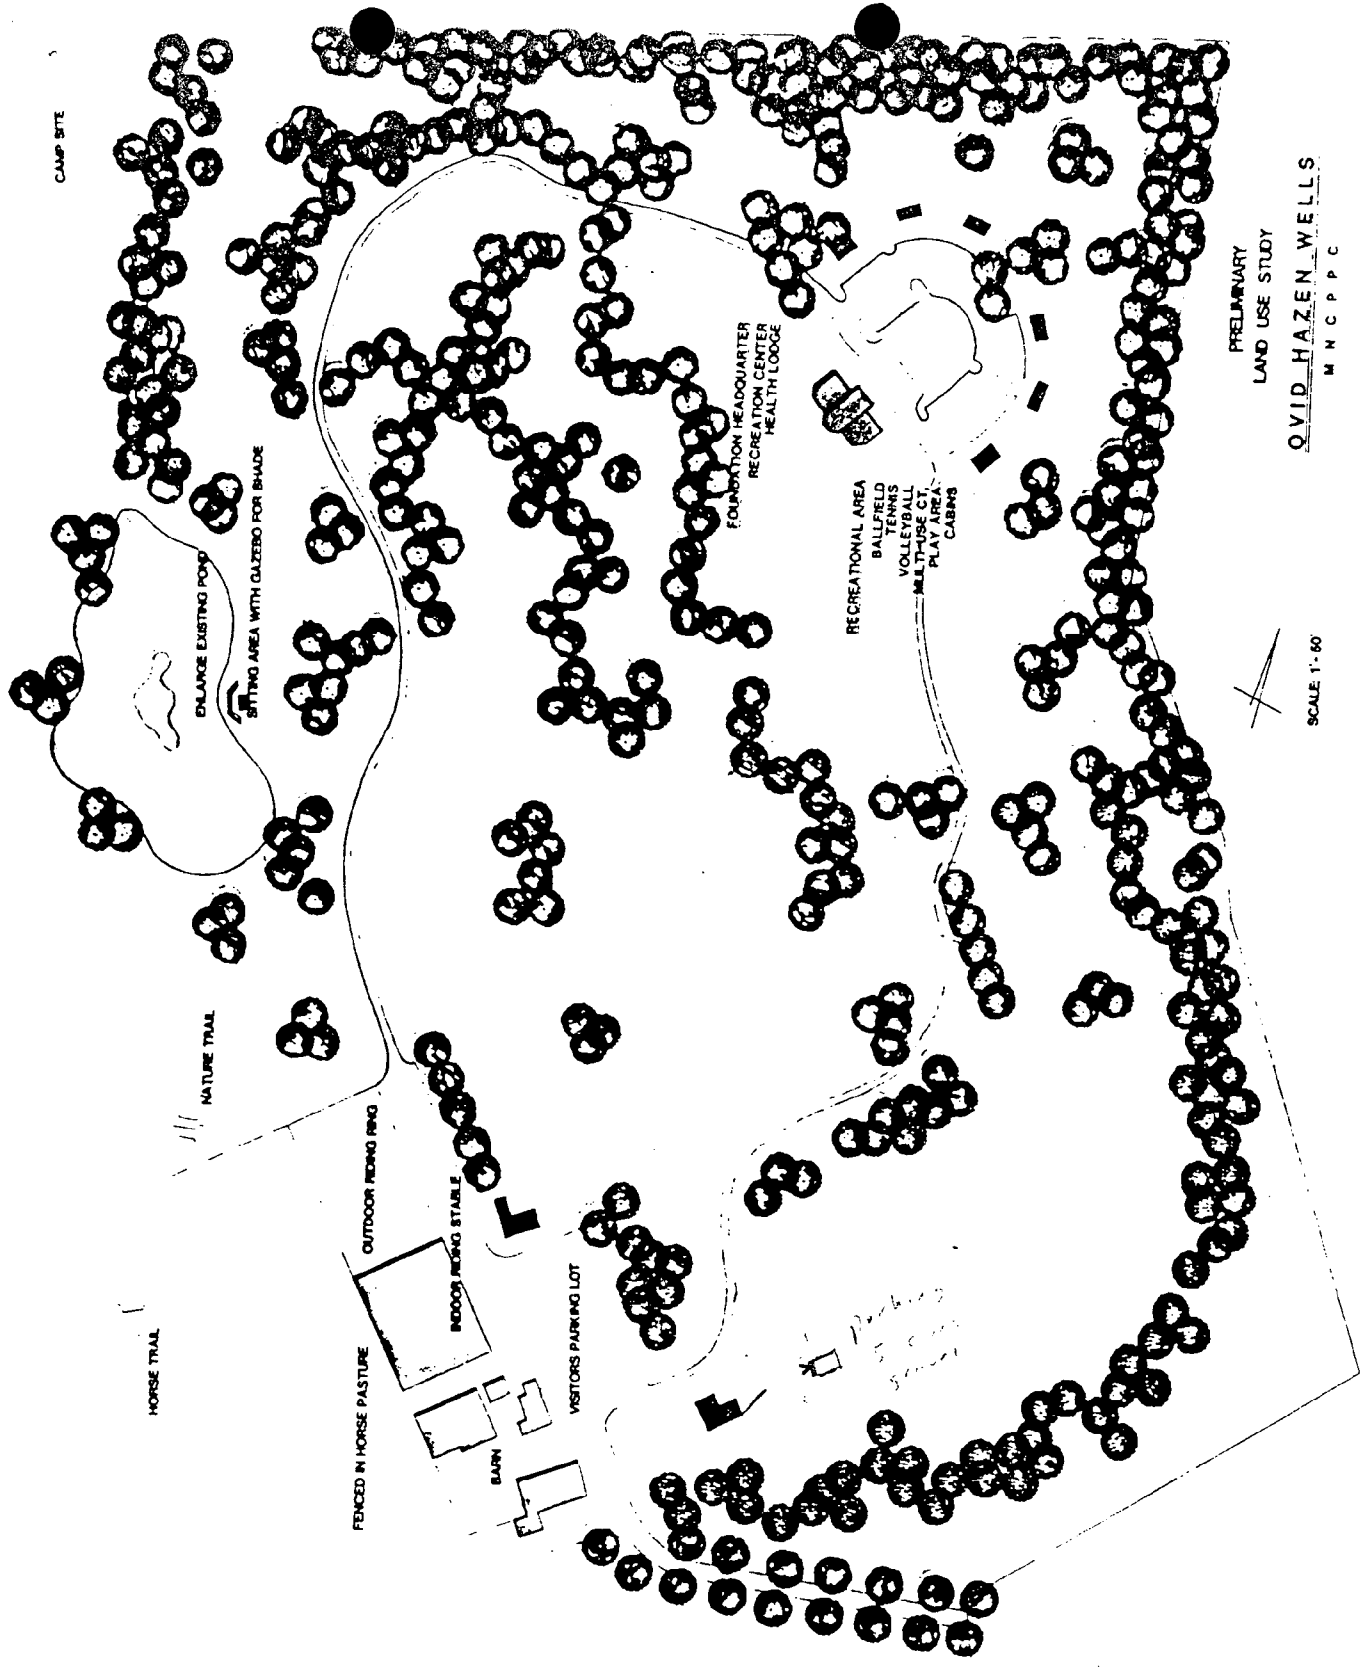 CAMP SITE
ENLARGE EXISTING POND
SITTING AREA WITH GAZEBO FOR SHADE
NATURE TRAIL
HORSE TRAIL
OUTDOOR RIDING RING
INDOOR RIDING STABLE
FENCED IN HORSE PASTURE
BARN
VISITORS PARKING LOT
FOUNDATION HEADQUARTER
RECREATION CENTER
HEALTH LODGE
RECREATIONAL AREA
BALLFIELD
TENNIS
VOLLEYBALL
MULTI-USE CT,
PLAY AREA
CABINS
Parking
PRELIMINARY
LAND USE STUDY
OVID HAZEN WELLS
M N C P P C
SCALE 1"-60'